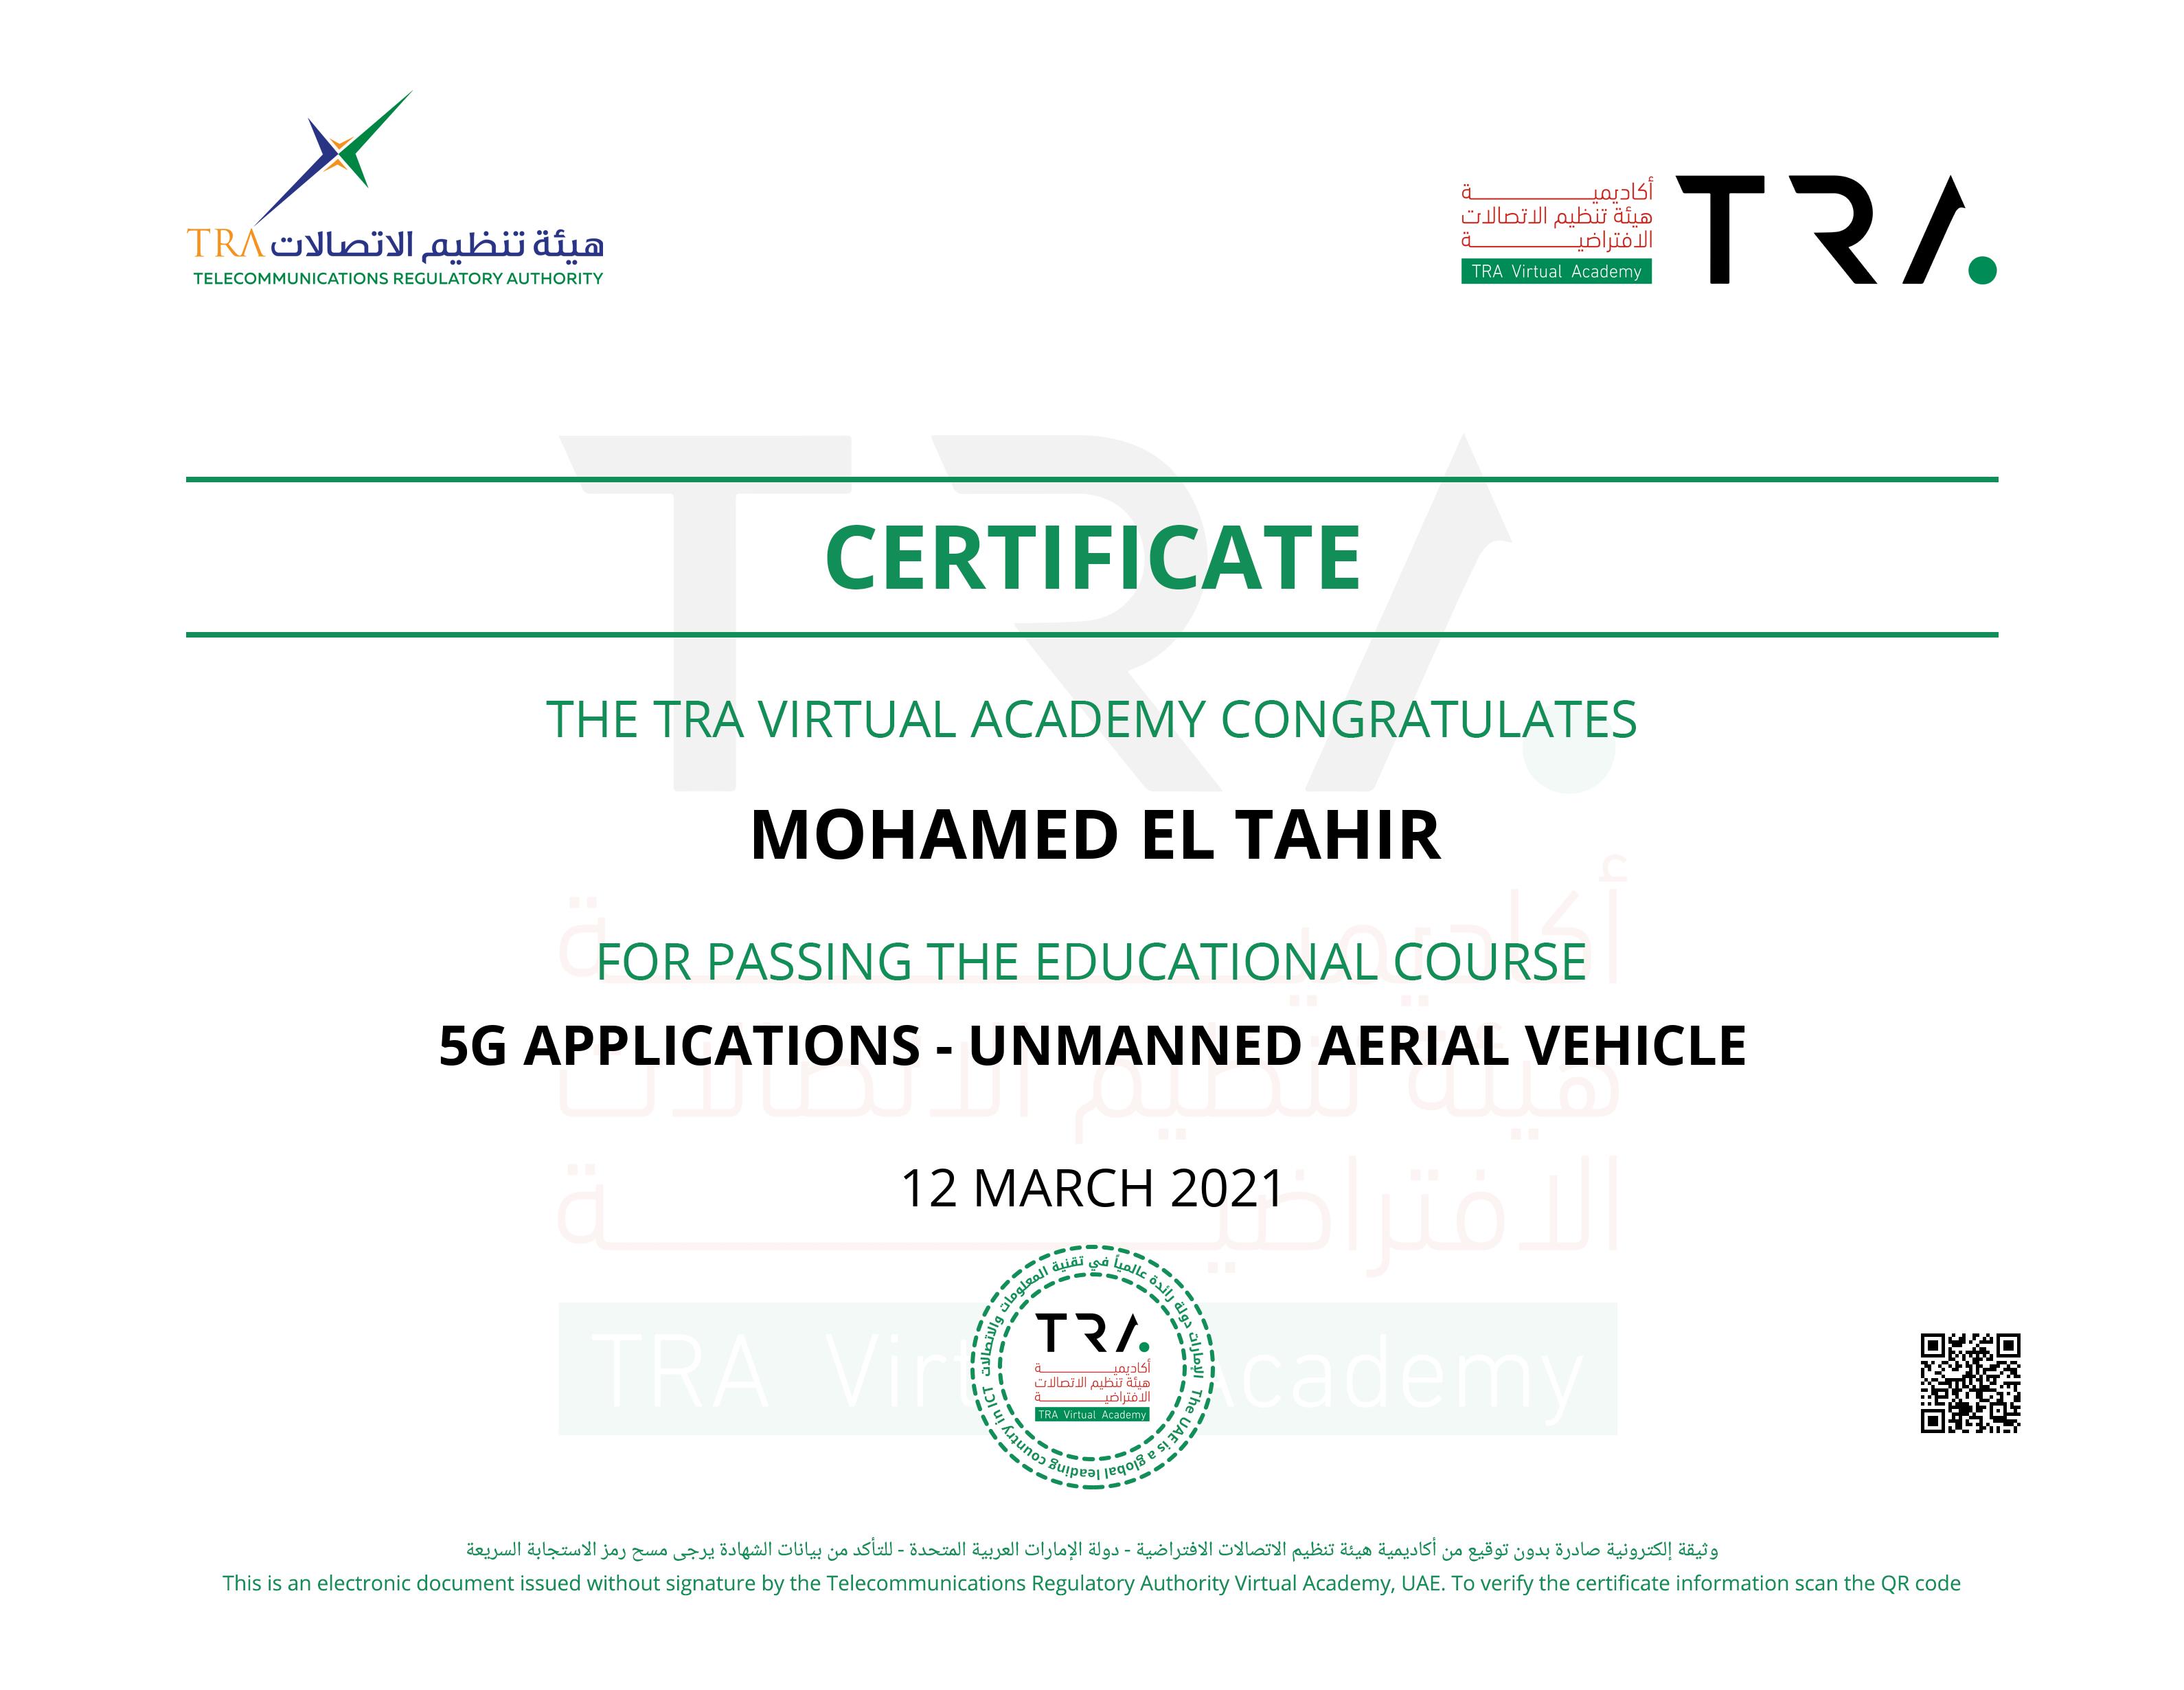 TRA هيئة تنظيم الاتصالات
TELECOMMUNICATIONS REGULATORY AUTHORITY
أكاديميـــــــــة
هيئة تنظيم الاتصالات
الافتراضيـــــــــة
TRA Virtual Academy
TRA
CERTIFICATE
THE TRA VIRTUAL ACADEMY CONGRATULATES
MOHAMED EL TAHIR
FOR PASSING THE EDUCATIONAL COURSE
5G APPLICATIONS - UNMANNED AERIAL VEHICLE
12 MARCH 2021
الإمارات دولة رائدة عالمياً في تقنية المعلومات والاتصالات
The UAE is a global leading country in ICT
TRA
أكاديميـــــــــة
هيئة تنظيم الاتصالات
الافتراضيـــــــــة
TRA Virtual Academy
وثيقة إلكترونية صادرة بدون توقيع من أكاديمية هيئة تنظيم الاتصالات الافتراضية - دولة الإمارات العربية المتحدة - للتأكد من بيانات الشهادة يرجى مسح رمز الاستجابة السريعة
This is an electronic document issued without signature by the Telecommunications Regulatory Authority Virtual Academy, UAE. To verify the certificate information scan the QR code